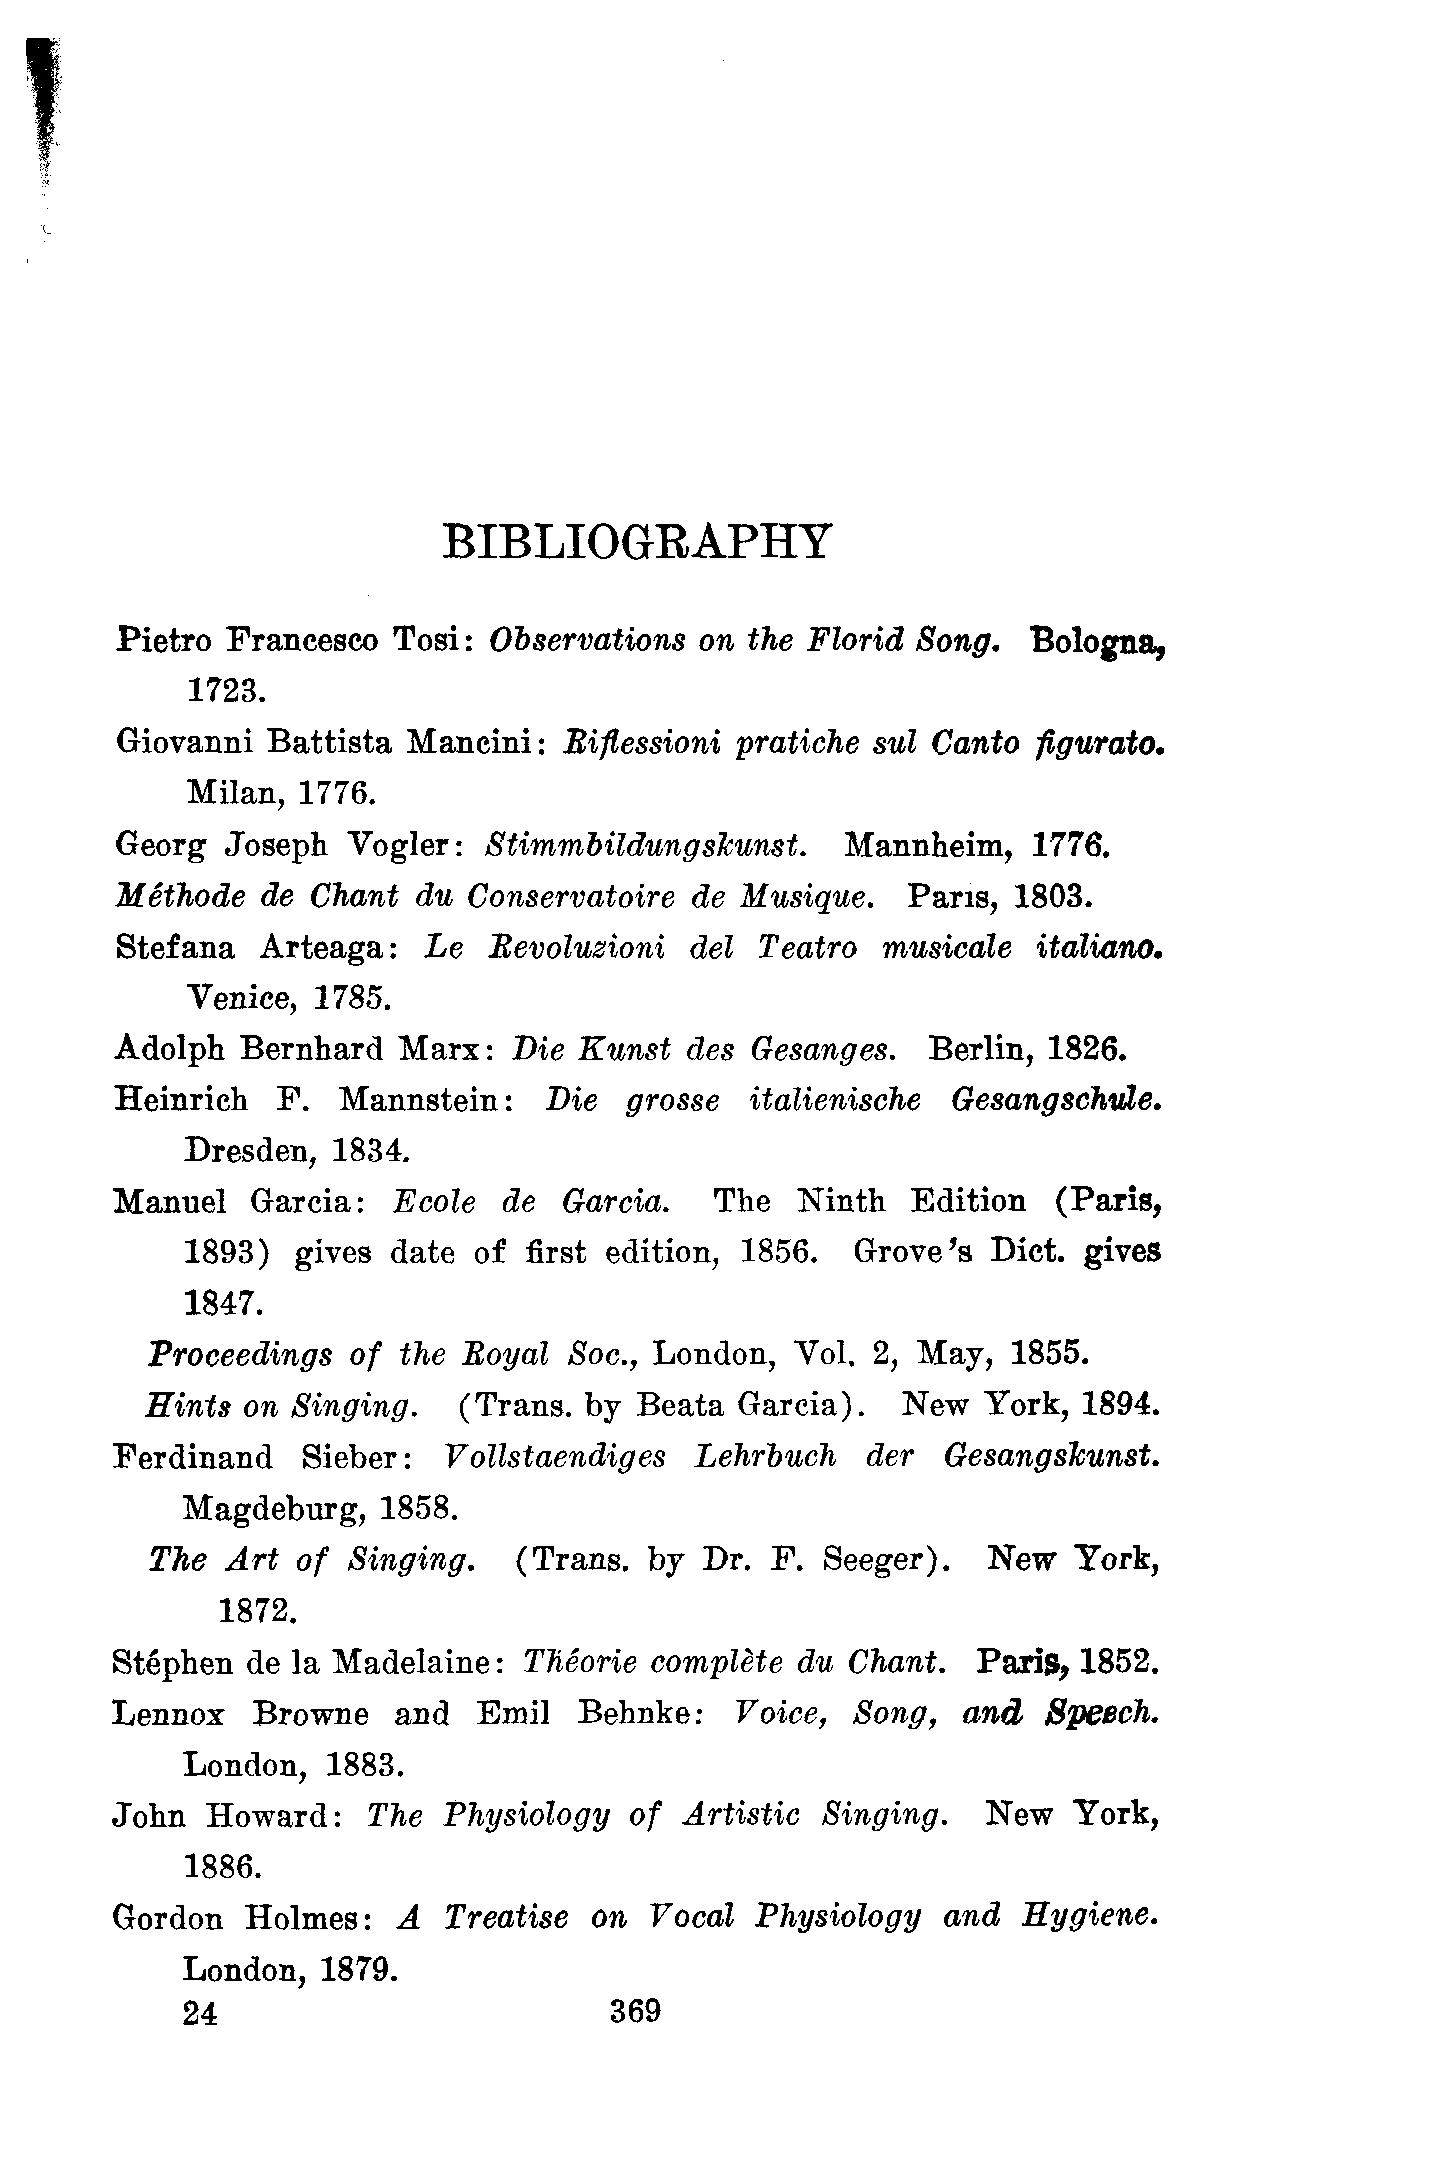 BIBLIOGRAPHY
Pietro Francesco Tosi: Observations on the Florid Song. Bologna,
1723.
Giovanni Battista Mancini: Riflessioni pratiche sul Canto figurato.
Milan, 1776.
Georg Joseph Vogler: Stimmbildungskunst. Mannheim, 1776.
Méthode de Chant du Conservatoire de Musique. Paris, 1803.
Stefana Arteaga: Le Revoluzioni del Teatro musicale italiano.
Venice, 1785.
Adolph Bernhard Marx: Die Kunst des Gesanges. Berlin, 1826.
Heinrich F. Mannstein: Die grosse italienische Gesangschule.
Dresden, 1834.
Manuel Garcia: Ecole de Garcia. The Ninth Edition (Paris,
1893) gives date of first edition, 1856. Grove's Dict. gives
1847.
Proceedings of the Royal Soc., London, Vol. 2, May, 1855.
Hints on Singing. (Trans. by Beata Garcia). New York, 1894.
Ferdinand Sieber: Vollstaendiges Lehrbuch der Gesangskunst.
Magdeburg, 1858.
The Art of Singing. (Trans. by Dr. F. Seeger). New York,
1872.
Stéphen de la Madelaine: Théorie complète du Chant. Paris, 1852.
Lennox Browne and Emil Behnke: Voice, Song, and Speech.
London, 1883.
John Howard: The Physiology of Artistic Singing. New York,
1886.
Gordon Holmes: A Treatise on Vocal Physiology and Hygiene.
London, 1879.
24 369